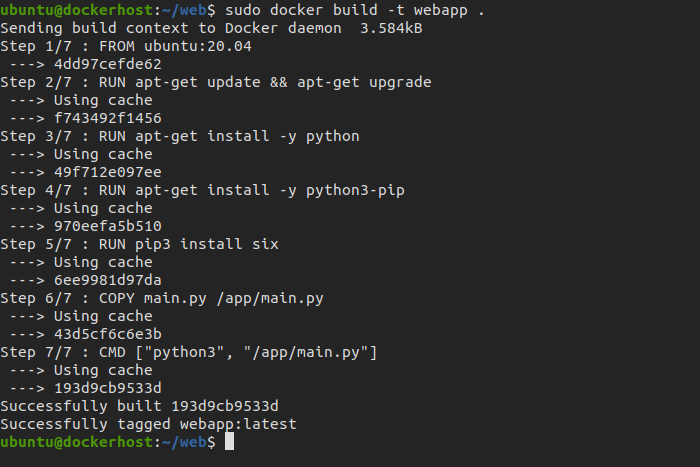 ubuntu@dockerhost:~/web$ sudo docker build -t webapp .
Sending build context to Docker daemon  3.584kB
Step 1/7 : FROM ubuntu:20.04
 ---> 4dd97cefde62
Step 2/7 : RUN apt-get update && apt-get upgrade
 ---> Using cache
 ---> f743492f1456
Step 3/7 : RUN apt-get install -y python
 ---> Using cache
 ---> 49f712e097ee
Step 4/7 : RUN apt-get install -y python3-pip
 ---> Using cache
 ---> 970eefa5b510
Step 5/7 : RUN pip3 install six
 ---> Using cache
 ---> 6ee9981d97da
Step 6/7 : COPY main.py /app/main.py
 ---> Using cache
 ---> 43d5cf6c6e3b
Step 7/7 : CMD ["python3", "/app/main.py"]
 ---> Using cache
 ---> 193d9cb9533d
Successfully built 193d9cb9533d
Successfully tagged webapp:latest
ubuntu@dockerhost:~/web$